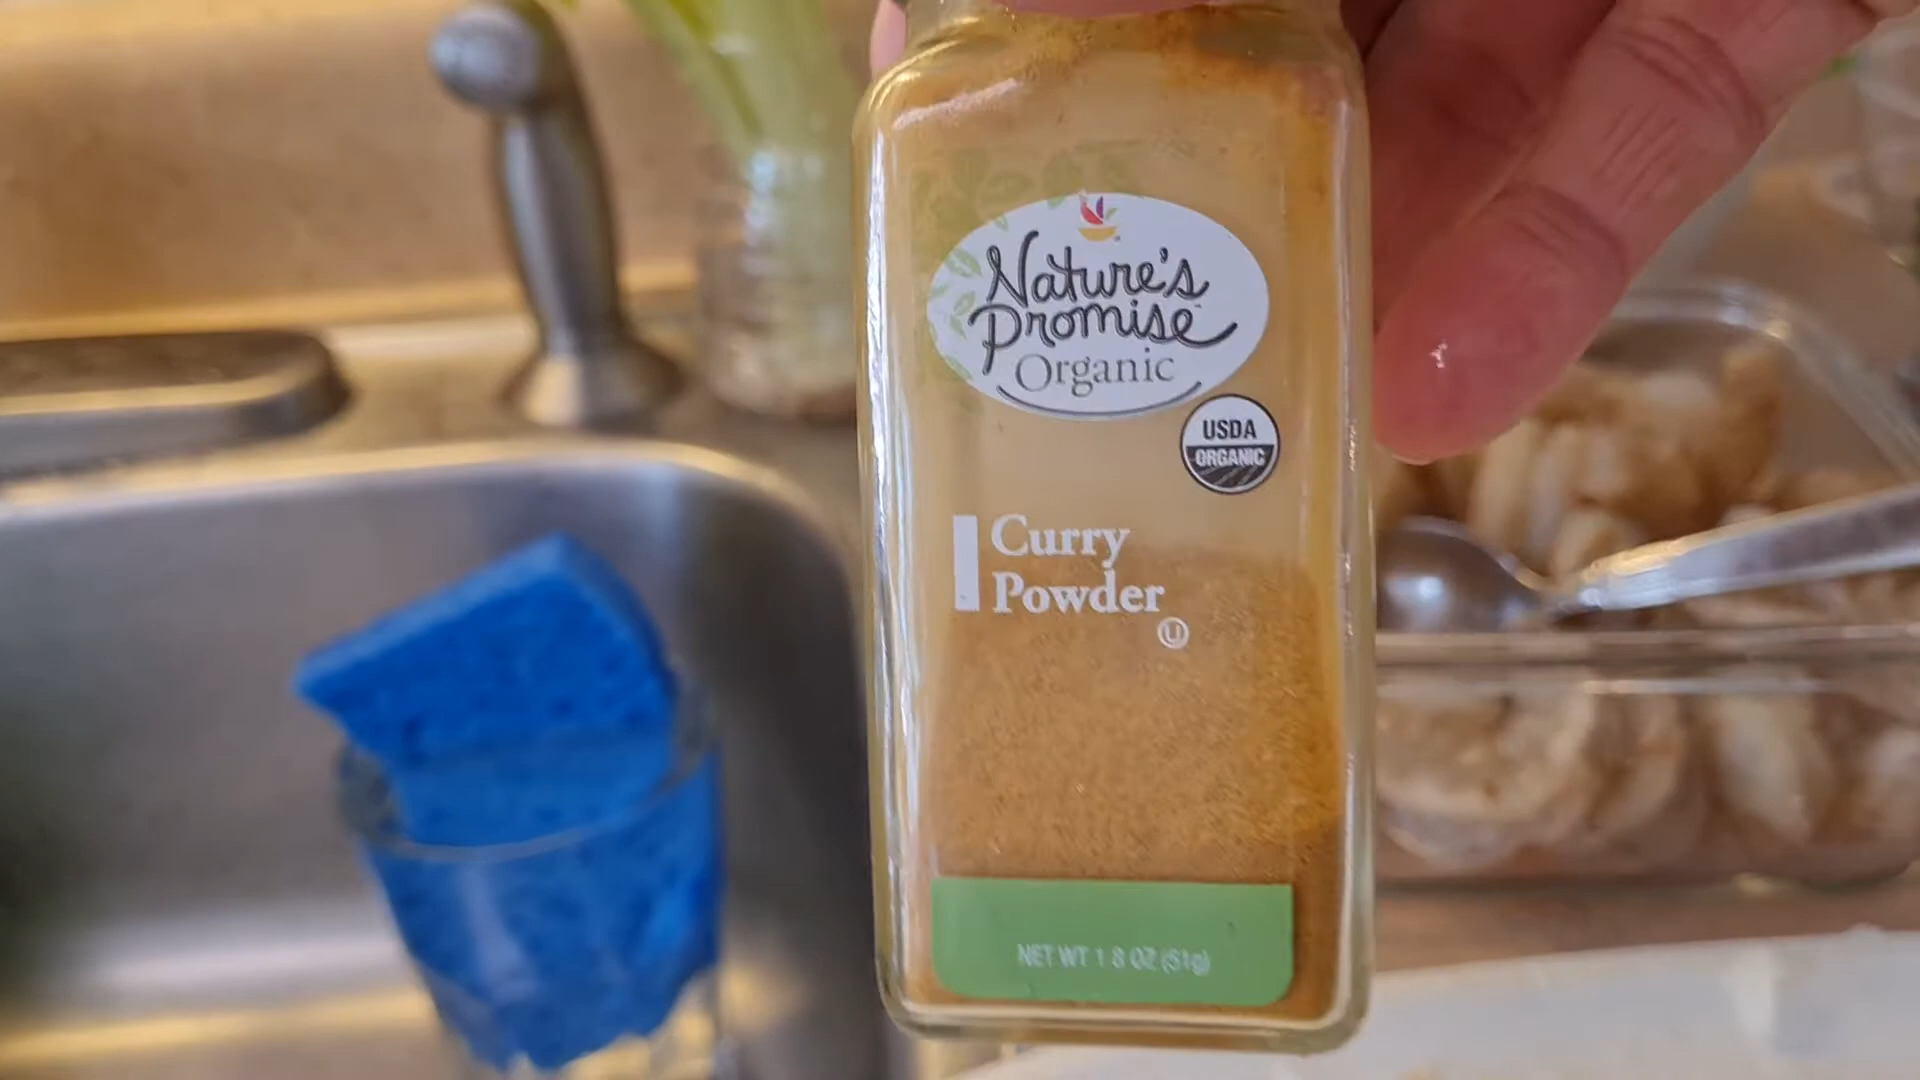 Nature's
Promise
Organic
USDA
ORGANIC
Curry
Powder
U
NET WT 1.8 OZ (51g)